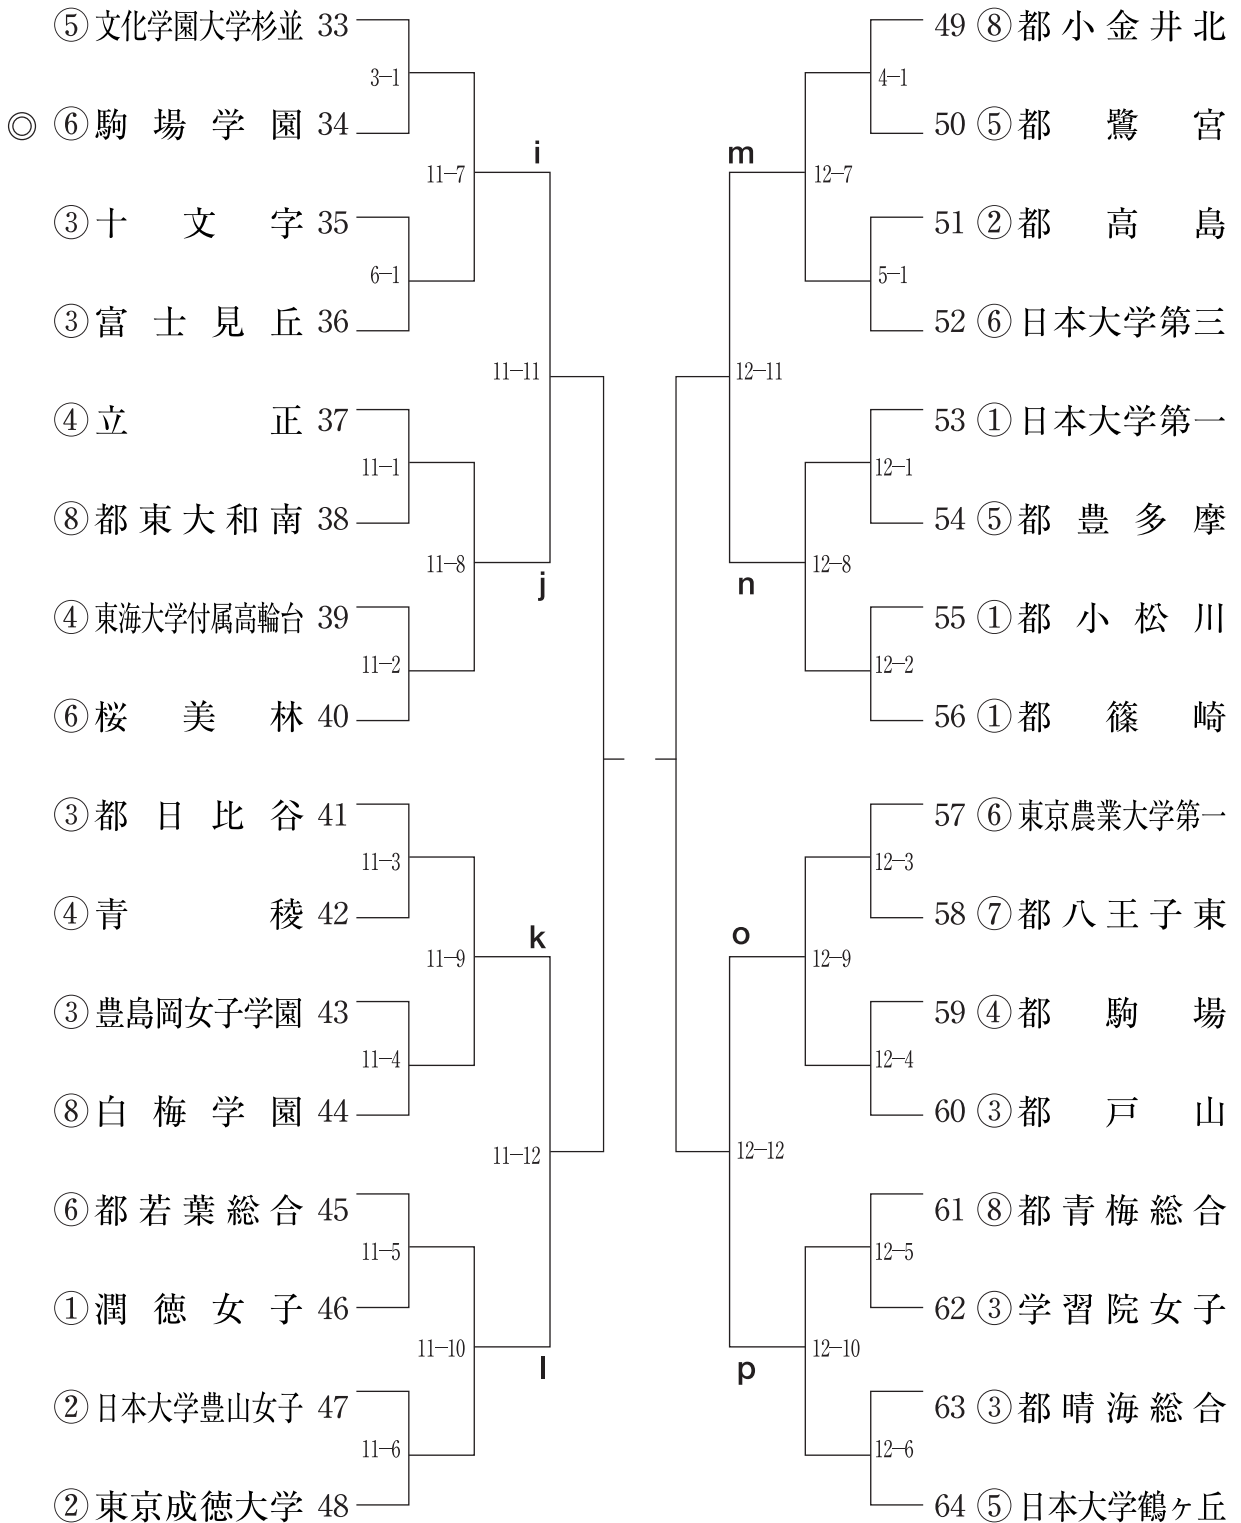 ⑤ 文化学園大学杉並 33
3-1
◎ ⑥ 駒場学園 34
11-7
i
③ 十文字 35
6-1
③ 富士見丘 36
11-11
④ 立正 37
11-1
⑧ 都東大和南 38
11-8
j
④ 東海大学付属高輪台 39
11-2
⑥ 桜美林 40
③ 都日比谷 41
11-3
④ 青稜 42
11-9
k
③ 豊島岡女子学園 43
11-4
⑧ 白梅学園 44
11-12
⑥ 都若葉総合 45
11-5
① 潤徳女子 46
11-10
l
② 日本大学豊山女子 47
11-6
② 東京成徳大学 48
49 ⑧ 都小金井北
4-1
50 ⑤ 都鷺宮
m
12-7
51 ② 都高島
5-1
52 ⑥ 日本大学第三
12-11
53 ① 日本大学第一
12-1
54 ⑤ 都豊多摩
12-8
n
55 ① 都小松川
12-2
56 ① 都篠崎
57 ⑥ 東京農業大学第一
12-3
58 ⑦ 都八王子東
o
12-9
59 ④ 都駒場
12-4
60 ③ 都戸山
12-12
61 ⑧ 都青梅総合
12-5
62 ③ 学習院女子
12-10
p
63 ③ 都晴海総合
12-6
64 ⑤ 日本大学鶴ヶ丘